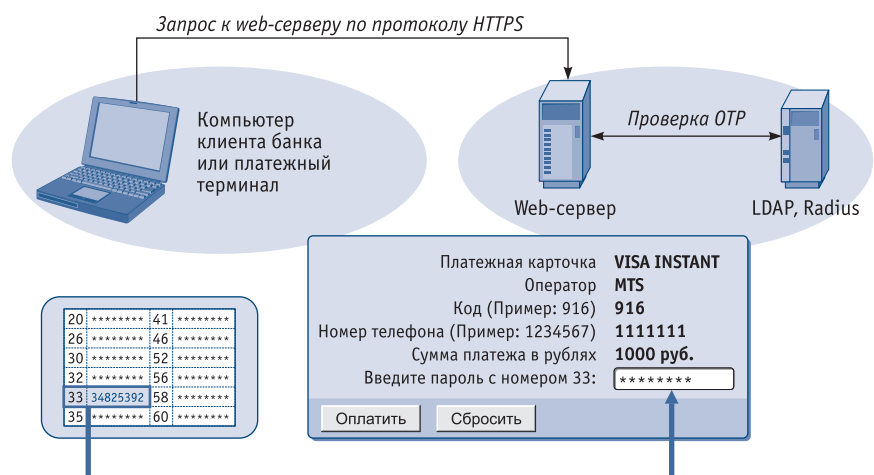 Запрос к web-серверу по протоколу HTTPS
Компьютер
клиента банка
или платежный
терминал
Проверка OTP
Web-сервер
LDAP, Radius
20 ******** 41 ********
26 ******** 46 ********
30 ******** 52 ********
32 ******** 56 ********
33 34825392 58 ********
35 ******** 60 ********
Платежная карточка VISA INSTANT
Оператор MTS
Код (Пример: 916) 916
Номер телефона (Пример: 1234567) 1111111
Сумма платежа в рублях 1000 руб.
Введите пароль с номером 33: ********
Оплатить Сбросить